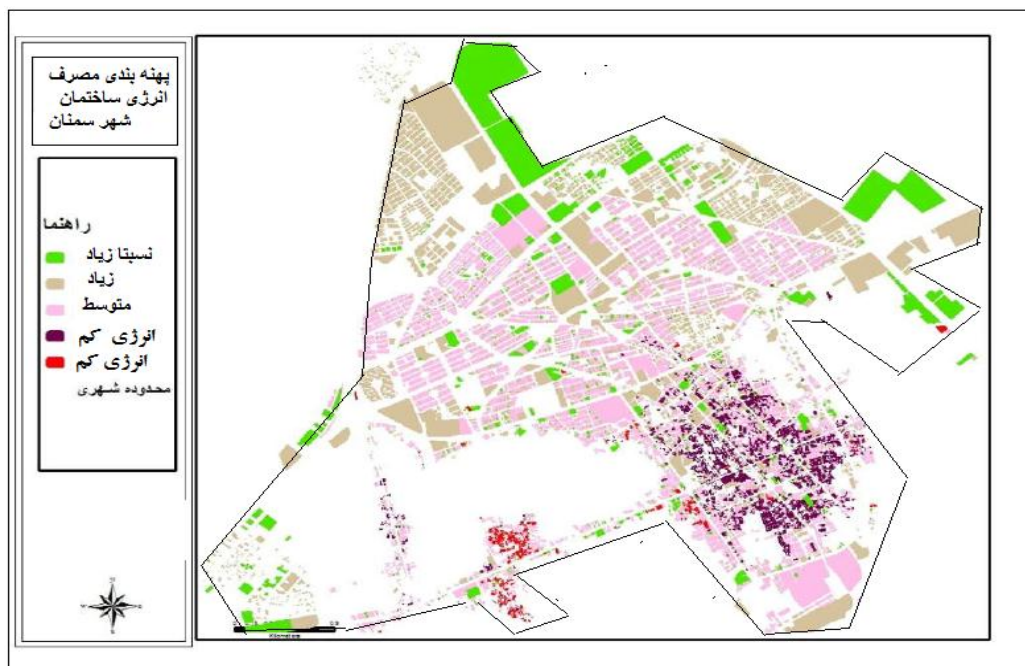 پهنه بندی مصرف
انرژی ساختمان
شهر سمنان
راهنما
نسبتا زیاد
زیاد
متوسط
انرژی کم
انرژی کم
محدوده شهری